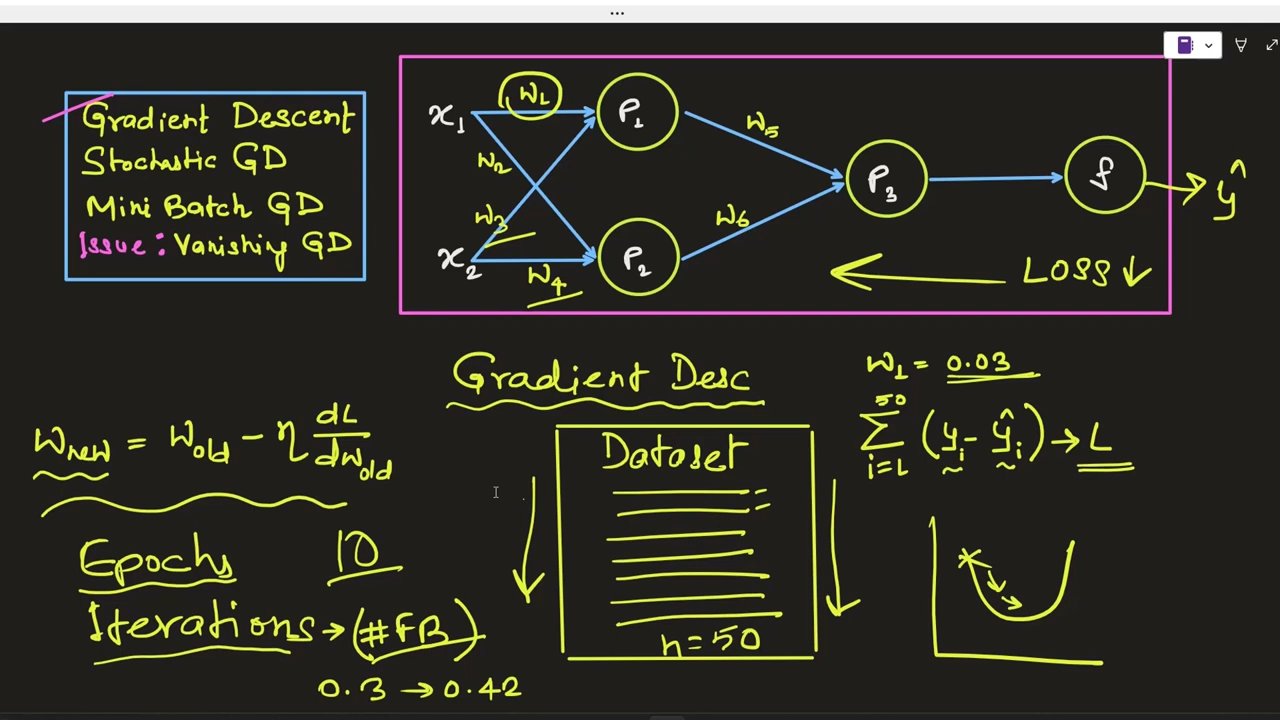 Gradient Descent
Stochastic GD
Mini Batch GD
Issue: Vanishing GD
x₁
w₁
P₁
w₂
w₃
x₂
w₄
P₂
w₅
w₆
P₃
f
ŷ
LOSS ↓
Gradient Desc
w₁ = 0.03
50
∑ (yᵢ - ŷᵢ) → L
i=1
Wnew = Wold - η dL/dwold
Dataset
n = 50
Epochs 10
Iterations → (#FB)
0.3 → 0.42